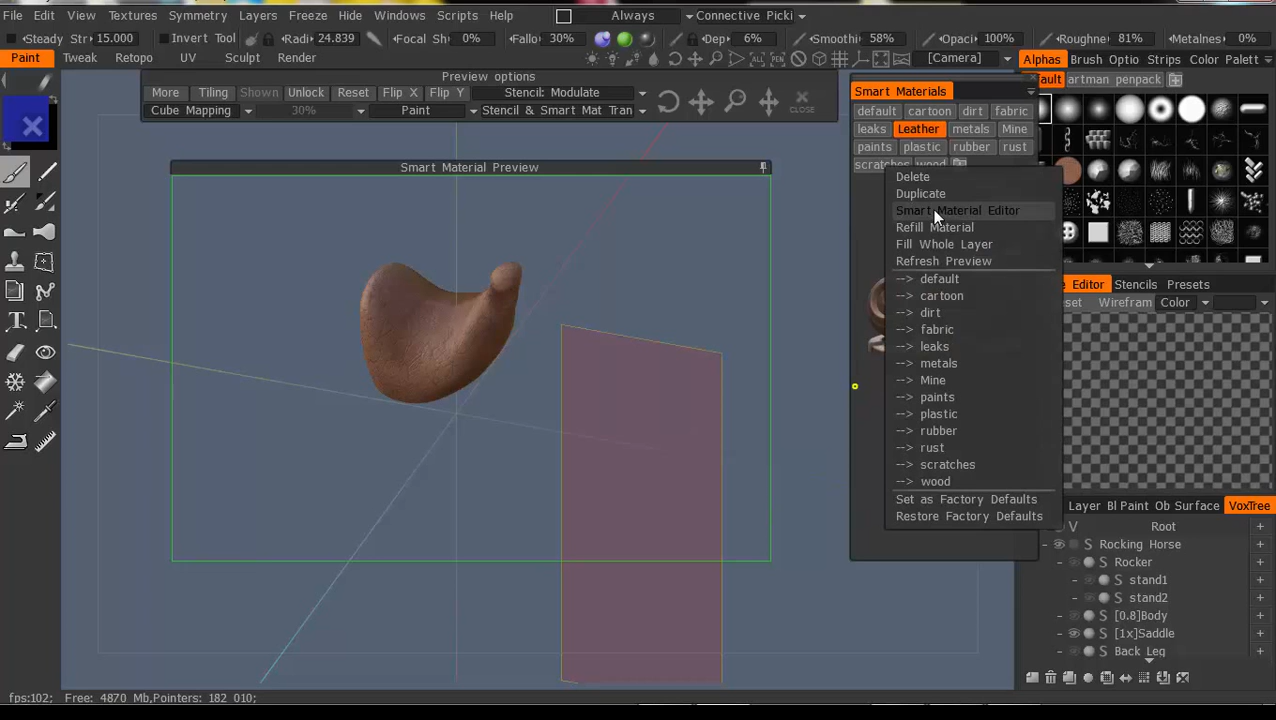 File Edit View Textures Symmetry Layers Freeze Hide Windows Scripts Help Always Connective Picki
Steady Str 15.000 Invert Tool Radi 24.839 Focal Sh 0% Fallo 30% Dep 6% Smoothi 58% Opaci 100% Roughne 81% Metalnes 0%
Paint Tweak Retopo UV Sculpt Render [Camera] Alphas Brush Color Strips Color Palett
Preview options
More Tiling Shown Unlock Reset Flip X Flip Y Stencil: Modulate
Cube Mapping 30% Paint Stencil & Smart Mat Tran CLOSE
Smart Materials
default cartoon dirt fabric
leaks Leather metals Mine
paints plastic rubber rust
scratches wood
artman penpack
Smart Material Preview
Delete
Duplicate
Smart Material Editor
Refill Material
Fill Whole Layer
Refresh Preview
--> default
--> cartoon
--> dirt
--> fabric
--> leaks
--> metals
--> Mine
--> paints
--> plastic
--> rubber
--> rust
--> scratches
--> wood
Set as Factory Defaults
Restore Factory Defaults
e Editor Stencils Presets
set Wirefram Color
Layer Bl Paint Ob Surface VoxTree
V Root +
Rocking Horse +
S Rocker +
S stand1 +
S stand2 +
S [0.8]Body +
S [1x]Saddle +
S Back Leg +
fps:102; Free: 4870 Mb,Pointers: 182 010;